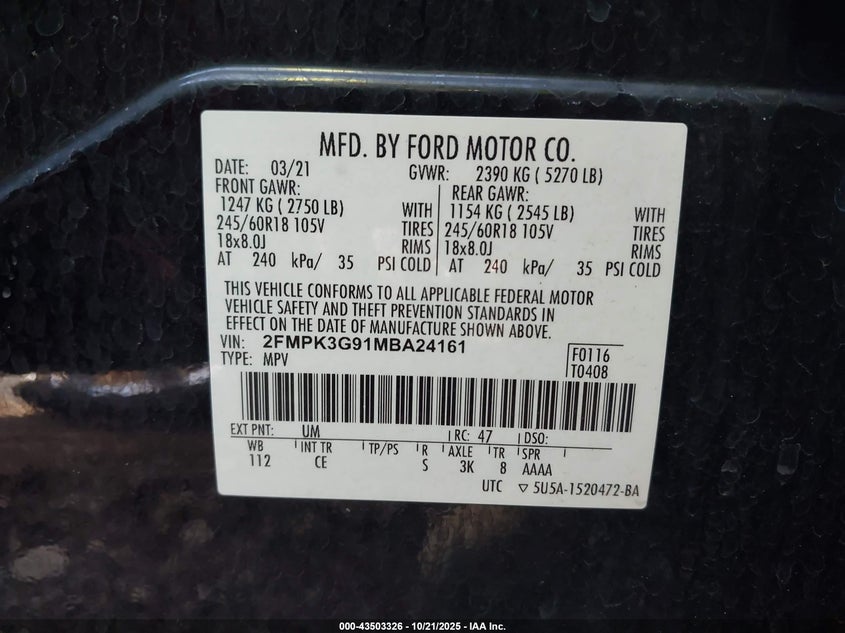 MFD. BY FORD MOTOR CO.
DATE: 03/21 GVWR: 2390 KG ( 5270 LB)
FRONT GAWR: REAR GAWR:
1247 KG ( 2750 LB) WITH 1154 KG ( 2545 LB) WITH
245/60R18 105V TIRES 245/60R18 105V TIRES
18x8.0J RIMS 18x8.0J RIMS
AT 240 kPa/ 35 PSI COLD AT 240 kPa/ 35 PSI COLD
THIS VEHICLE CONFORMS TO ALL APPLICABLE FEDERAL MOTOR
VEHICLE SAFETY AND THEFT PREVENTION STANDARDS IN
EFFECT ON THE DATE OF MANUFACTURE SHOWN ABOVE.
VIN: 2FMPK3G91MBA24161
TYPE: MPV F0116
T0408
EXT PNT: UM RC: 47 DSO:
WB INT TR TP/PS R AXLE TR SPR
112 CE S 3K 8 AAAA
UTC ▽ 5U5A-1520472-BA
000-43503326 - 10/21/2025 - IAA Inc.